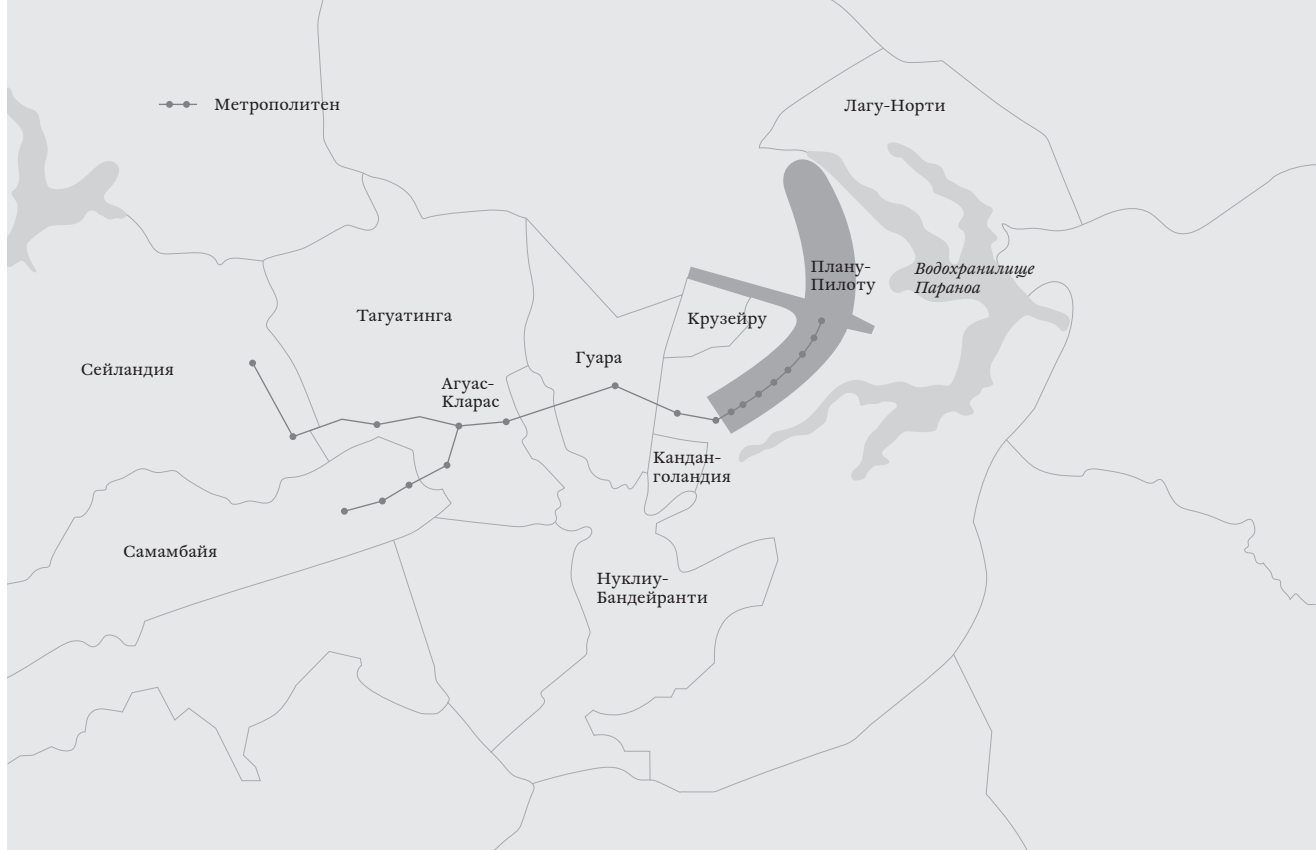 Метрополитен
Лагу-Норти
Плану-
Пилоту
Водохранилище
Параноа
Тагуатинга
Крузейру
Сейландия
Гуара
Агуас-
Кларас
Кандан-
голандия
Самамбайя
Нуклиу-
Бандейранти